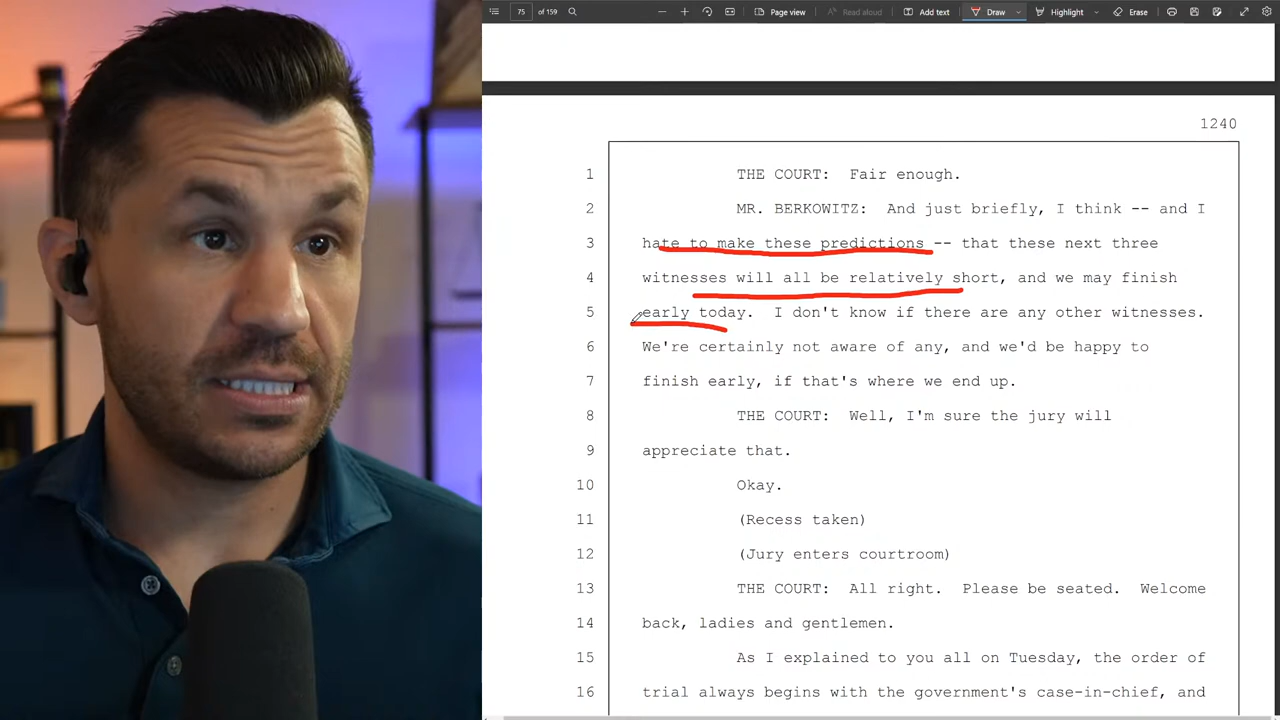 75 of 159 Page view Read aloud Add text Draw Highlight Erase
1240
1 THE COURT: Fair enough.
2 MR. BERKOWITZ: And just briefly, I think -- and I
3 hate to make these predictions -- that these next three
4 witnesses will all be relatively short, and we may finish
5 early today. I don't know if there are any other witnesses.
6 We're certainly not aware of any, and we'd be happy to
7 finish early, if that's where we end up.
8 THE COURT: Well, I'm sure the jury will
9 appreciate that.
10 Okay.
11 (Recess taken)
12 (Jury enters courtroom)
13 THE COURT: All right. Please be seated. Welcome
14 back, ladies and gentlemen.
15 As I explained to you all on Tuesday, the order of
16 trial always begins with the government's case-in-chief, and